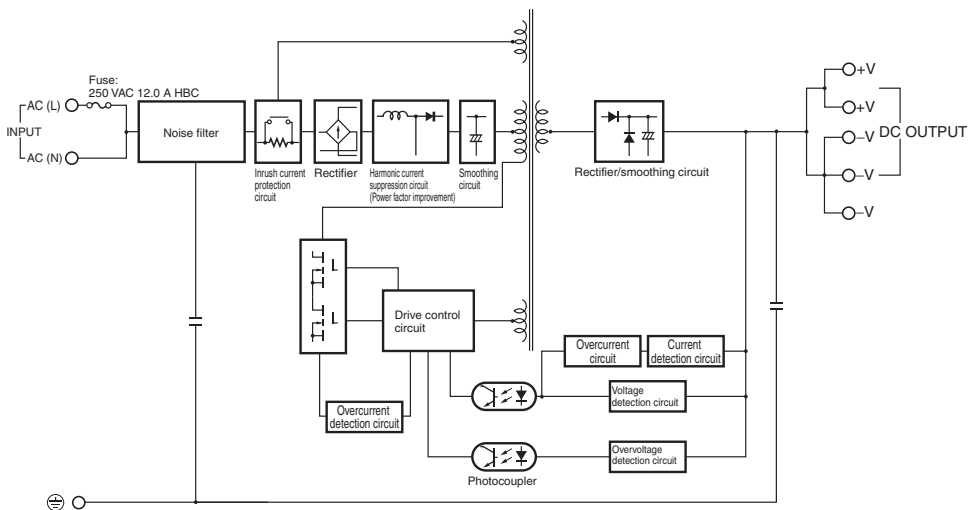 Fuse:
250 VAC 12.0 A HBC
AC (L)
INPUT
AC (N)
Noise filter
Inrush current
protection
circuit
Rectifier
Harmonic current
suppression circuit
(Power factor improvement)
Smoothing
circuit
Rectifier/smoothing circuit
+V
+V
–V
DC OUTPUT
–V
–V
Drive control
circuit
Overcurrent
detection circuit
Overcurrent
circuit
Current
detection circuit
Voltage
detection circuit
Overvoltage
detection circuit
Photocoupler